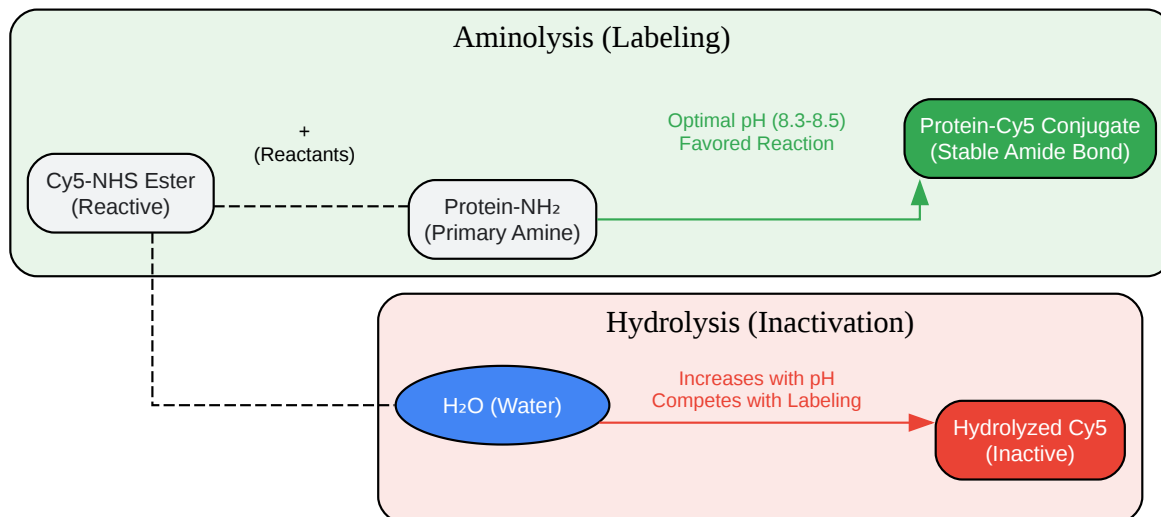 Aminolysis (Labeling)
+
(Reactants)
Optimal pH (8.3-8.5)
Favored Reaction
Protein-Cy5 Conjugate
(Stable Amide Bond)
Cy5-NHS Ester
(Reactive)
Protein-NH₂
(Primary Amine)
Hydrolysis (Inactivation)
H₂O (Water)
Increases with pH
Competes with Labeling
Hydrolyzed Cy5
(Inactive)